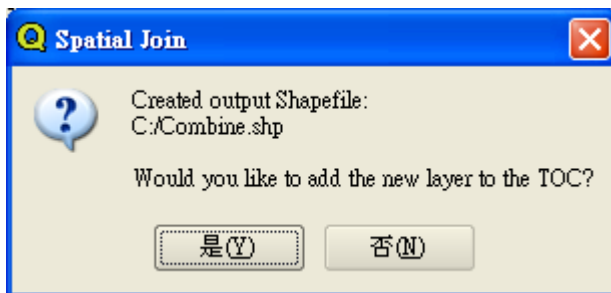 Spatial Join
Created output Shapefile:
C:/Combine.shp
Would you like to add the new layer to the TOC?
是(Y)
否(N)